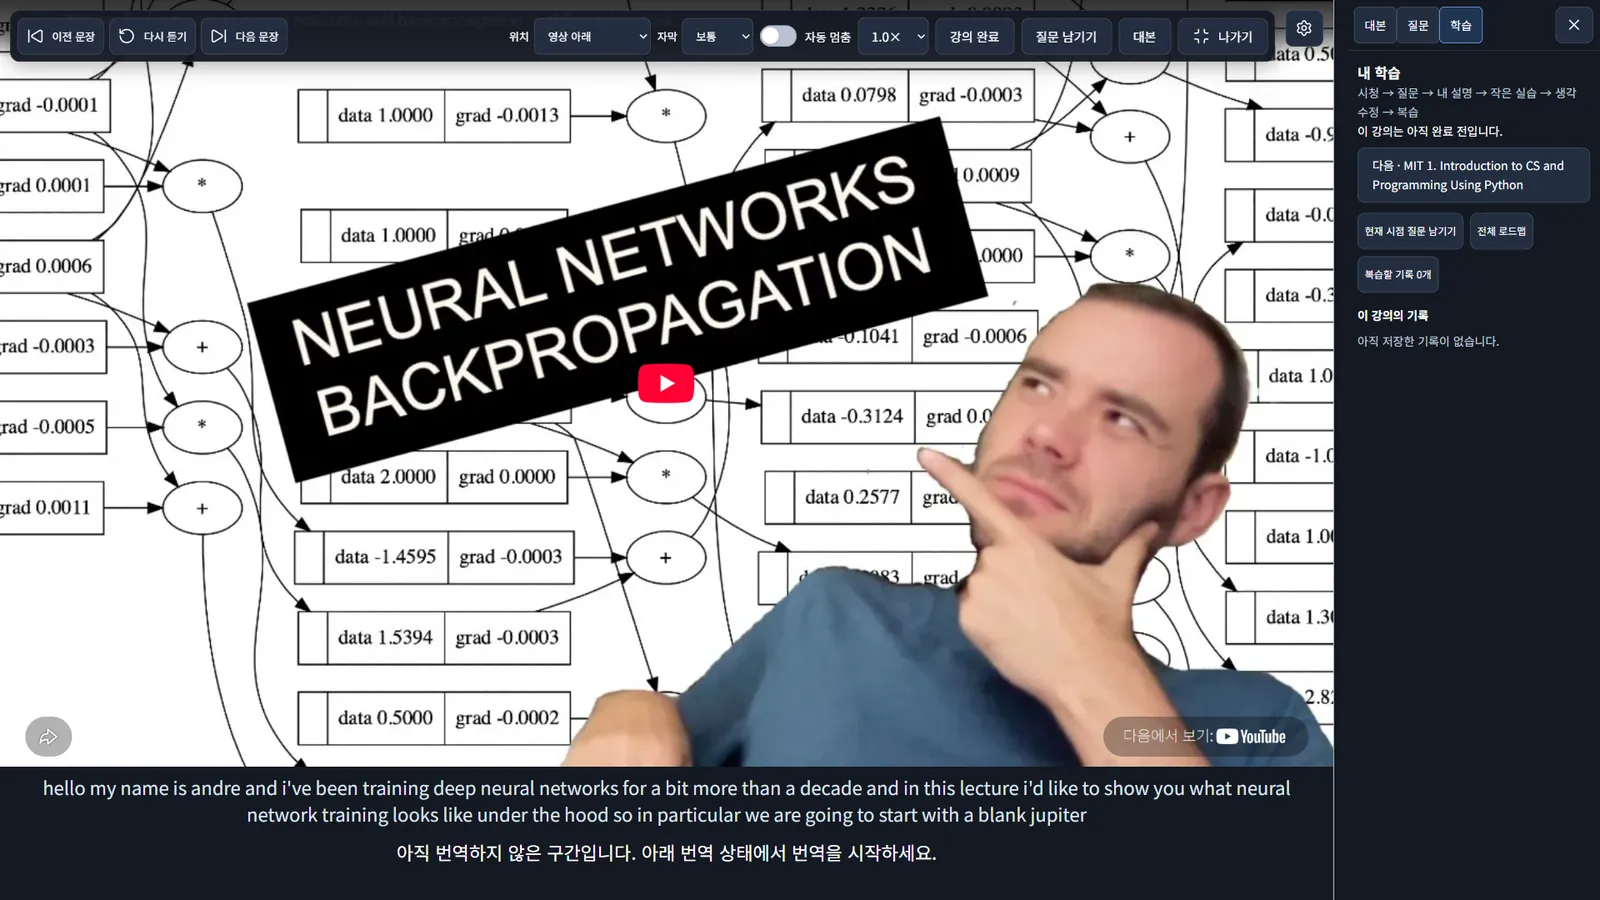 이전 문장
다시 듣기
다음 문장
위치
영상 아래
자막
보통
자동 멈춤
1.0×
강의 완료
질문 남기기
대본
나가기
대본
질문
학습
내 학습
시청 → 질문 → 내 설명 → 작은 실습 → 생각
수정 → 복습
이 강의는 아직 완료 전입니다.
다음 · MIT 1. Introduction to CS and
Programming Using Python
현재 시점 질문 남기기
전체 로드맵
복습할 기록 0개
이 강의의 기록
아직 저장한 기록이 없습니다.
grad -0.0001
grad 0.0001
grad 0.0006
grad -0.0003
grad -0.0005
grad 0.0011
*
+
*
+
data 1.0000
grad -0.0013
data 1.0000
data 2.0000
grad 0.0000
data -1.4595
grad -0.0003
data 1.5394
grad -0.0003
data 0.5000
grad -0.0002
*
*
+
data 0.0798
grad -0.0003
0.0009
.0000
-0.1041
grad -0.0006
data -0.3124
data 0.2577
grad
+
*
NEURAL NETWORKS
BACKPROPAGATION
다음에서 보기:
YouTube
hello my name is andre and i've been training deep neural networks for a bit more than a decade and in this lecture i'd like to show you what neural
network training looks like under the hood so in particular we are going to start with a blank jupiter
아직 번역하지 않은 구간입니다. 아래 번역 상태에서 번역을 시작하세요.